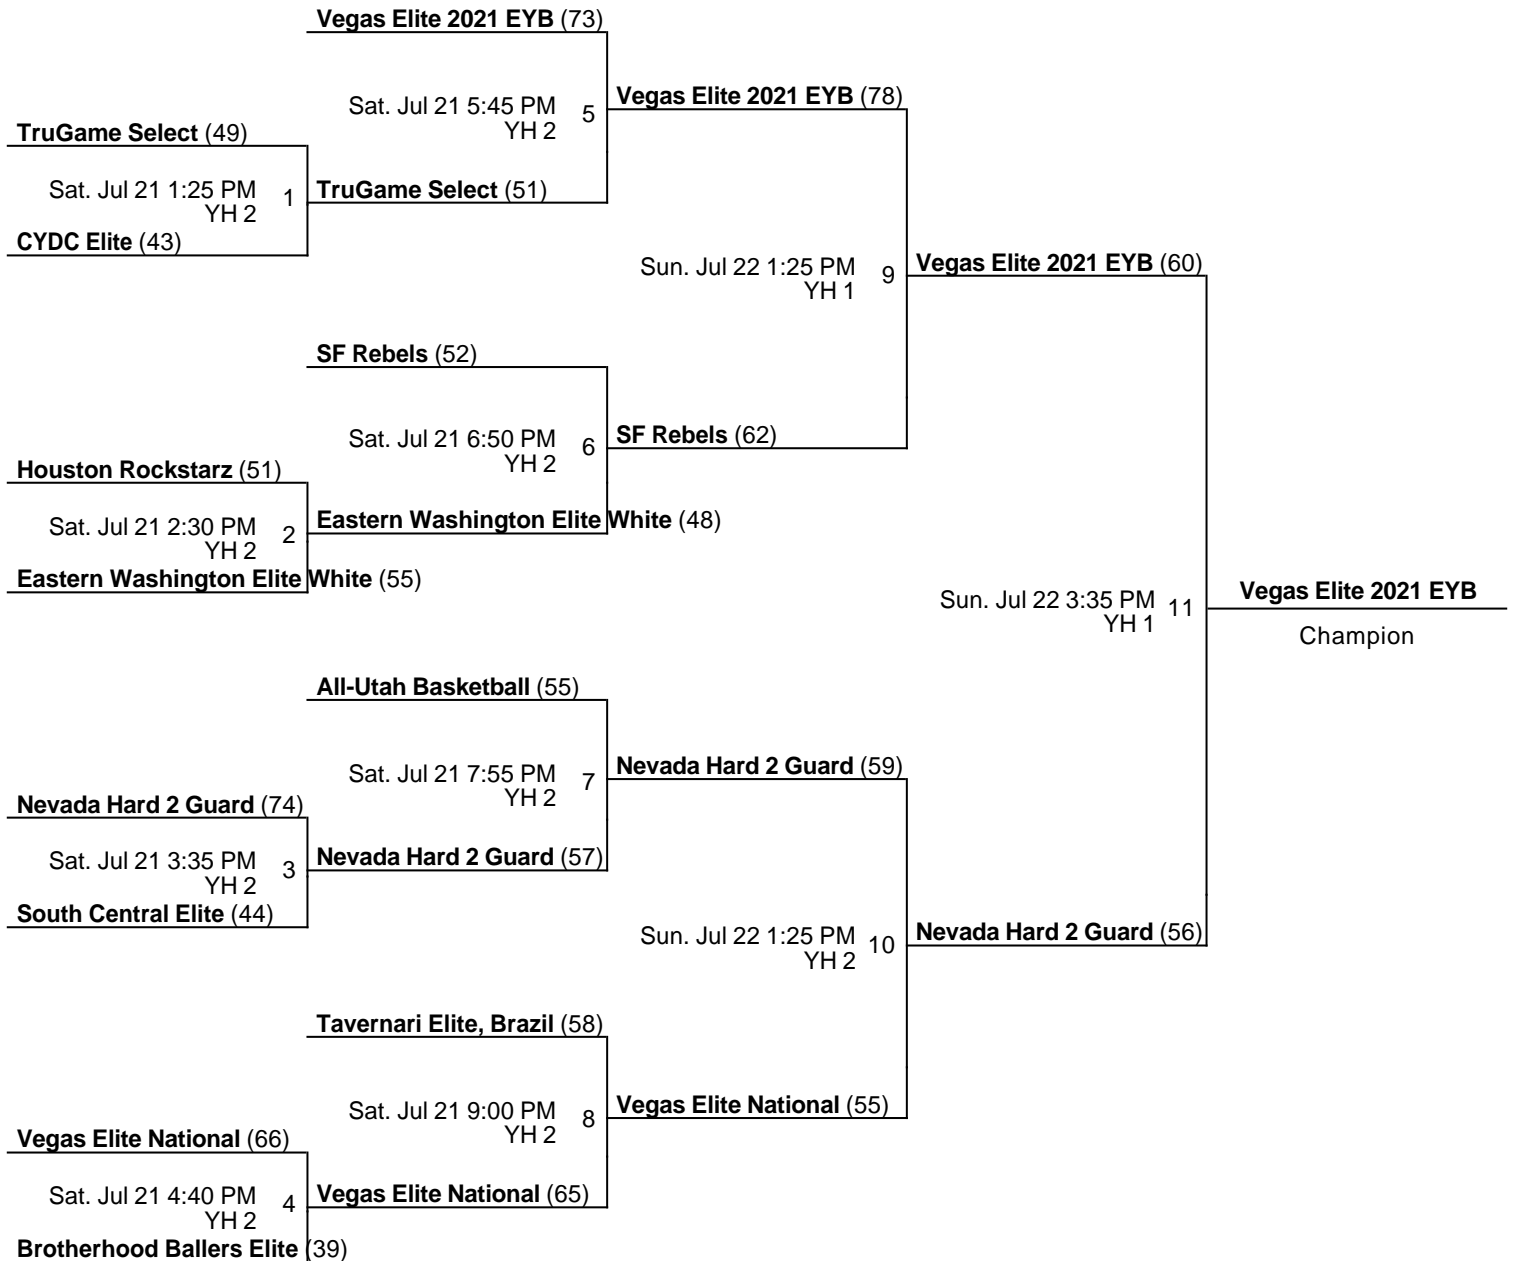 Vegas Elite 2021 EYB (73)
Sat. Jul 21 5:45 PM
YH 2
5
Vegas Elite 2021 EYB (78)
TruGame Select (49)
Sat. Jul 21 1:25 PM
YH 2
1
TruGame Select (51)
CYDC Elite (43)
Sun. Jul 22 1:25 PM
YH 1
9
Vegas Elite 2021 EYB (60)
SF Rebels (52)
Sat. Jul 21 6:50 PM
YH 2
6
SF Rebels (62)
Houston Rockstarz (51)
Sat. Jul 21 2:30 PM
YH 2
2
Eastern Washington Elite White (48)
Eastern Washington Elite White (55)
Sun. Jul 22 3:35 PM
YH 1
11
Vegas Elite 2021 EYB
Champion
All-Utah Basketball (55)
Sat. Jul 21 7:55 PM
YH 2
7
Nevada Hard 2 Guard (59)
Nevada Hard 2 Guard (74)
Sat. Jul 21 3:35 PM
YH 2
3
Nevada Hard 2 Guard (57)
South Central Elite (44)
Sun. Jul 22 1:25 PM
YH 2
10
Nevada Hard 2 Guard (56)
Tavernari Elite, Brazil (58)
Sat. Jul 21 9:00 PM
YH 2
8
Vegas Elite National (55)
Vegas Elite National (66)
Sat. Jul 21 4:40 PM
YH 2
4
Vegas Elite National (65)
Brotherhood Ballers Elite (39)